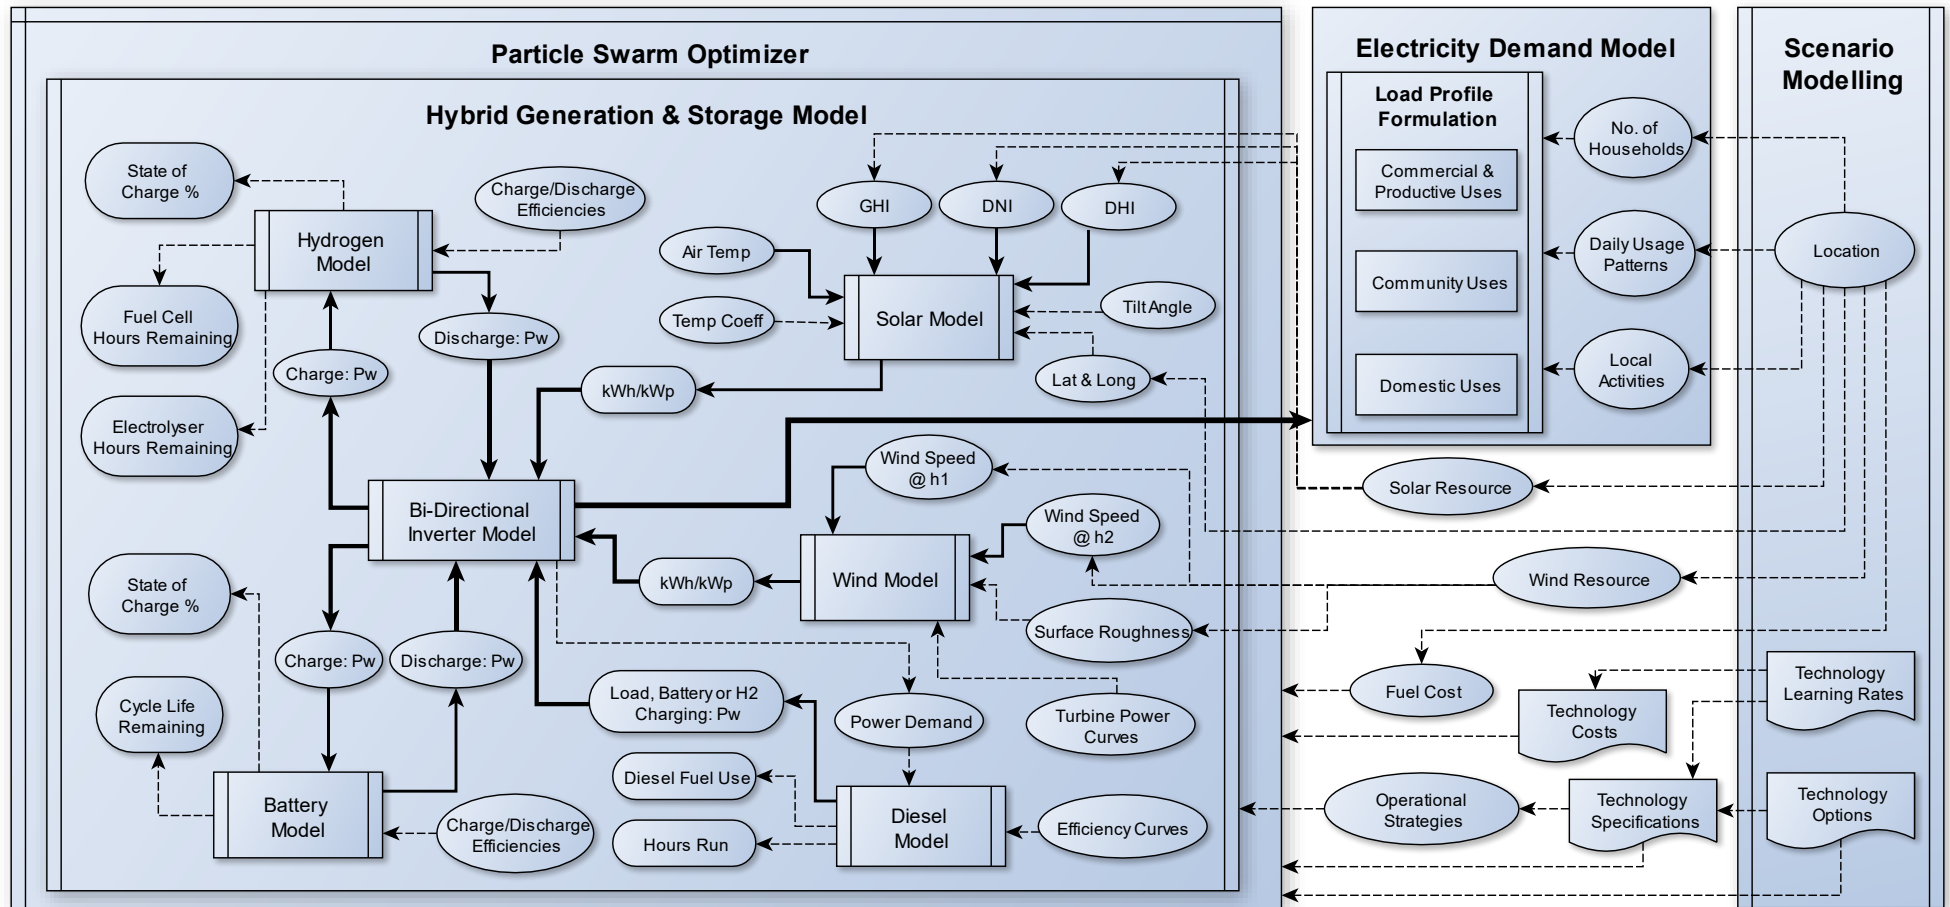 Particle Swarm Optimizer
Hybrid Generation & Storage Model
State of
Charge %
Charge/Discharge
Efficiencies
Hydrogen
Model
Fuel Cell
Hours Remaining
Charge: Pw
Discharge: Pw
Electrolyser
Hours Remaining
GHI
DNI
DHI
Air Temp
Temp Coeff
Solar Model
Tilt Angle
Lat & Long
kWh/kWp
Bi-Directional
Inverter Model
Wind Speed
@ h1
Wind Speed
@ h2
kWh/kWp
Wind Model
Surface Roughness
State of
Charge %
Charge: Pw
Discharge: Pw
Cycle Life
Remaining
Load, Battery or H2
Charging: Pw
Power Demand
Turbine Power
Curves
Battery
Model
Charge/Discharge
Efficiencies
Diesel Fuel Use
Hours Run
Diesel
Model
Efficiency Curves
Electricity Demand Model
Load Profile
Formulation
Commercial &
Productive Uses
Community Uses
Domestic Uses
No. of
Households
Daily Usage
Patterns
Local
Activities
Solar Resource
Wind Resource
Fuel Cost
Technology
Costs
Operational
Strategies
Technology
Specifications
Scenario
Modelling
Location
Technology
Learning Rates
Technology
Options